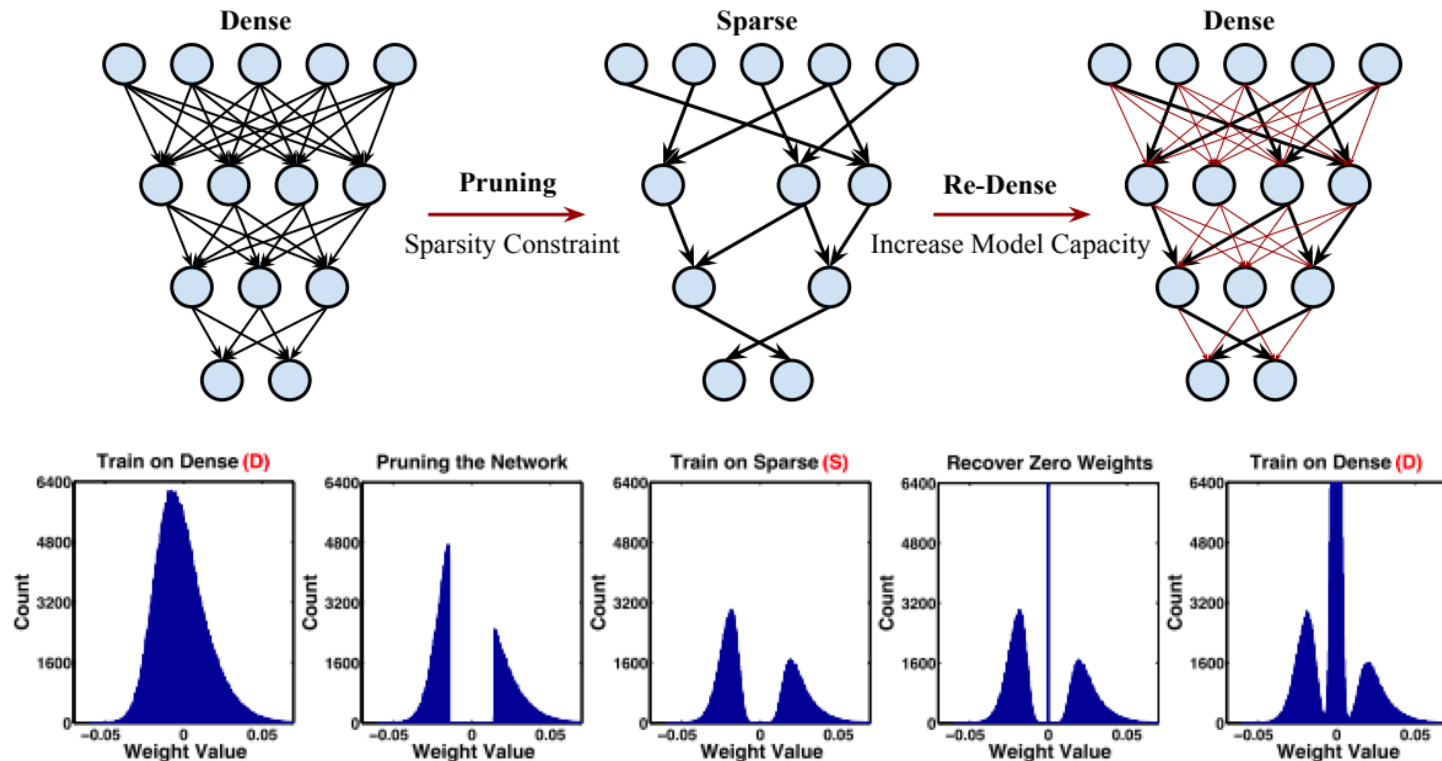 Dense
Sparse
Dense
Pruning
Sparsity Constraint
Re-Dense
Increase Model Capacity
Train on Dense (D)
6400
4800
3200
1600
0
Count
−0.05 0 0.05
Weight Value
Pruning the Network
6400
4800
3200
1600
0
Count
−0.05 0 0.05
Weight Value
Train on Sparse (S)
6400
4800
3200
1600
0
Count
−0.05 0 0.05
Weight Value
Recover Zero Weights
6400
4800
3200
1600
0
Count
−0.05 0 0.05
Weight Value
Train on Dense (D)
6400
4800
3200
1600
0
Count
−0.05 0 0.05
Weight Value